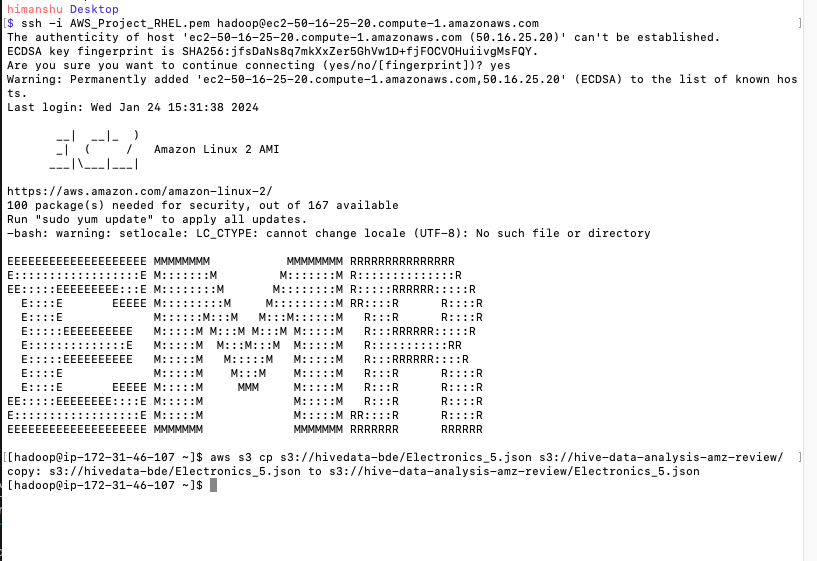 himanshu Desktop
[$ ssh -i AWS_Project_RHEL.pem hadoop@ec2-50-16-25-20.compute-1.amazonaws.com ]
The authenticity of host 'ec2-50-16-25-20.compute-1.amazonaws.com (50.16.25.20)' can't be established.
ECDSA key fingerprint is SHA256:jfsDaNs8q7mkXxZer5GhVw1D+fjFOCVOHuiivgMsFQY.
Are you sure you want to continue connecting (yes/no/[fingerprint])? yes
Warning: Permanently added 'ec2-50-16-25-20.compute-1.amazonaws.com,50.16.25.20' (ECDSA) to the list of known hos
ts.
Last login: Wed Jan 24 15:31:38 2024

       __|  __|_  )
       _|  (     /   Amazon Linux 2 AMI
      ___|\___|___|

https://aws.amazon.com/amazon-linux-2/
100 package(s) needed for security, out of 167 available
Run "sudo yum update" to apply all updates.
-bash: warning: setlocale: LC_CTYPE: cannot change locale (UTF-8): No such file or directory

EEEEEEEEEEEEEEEEEEEE MMMMMMMM           MMMMMMMM RRRRRRRRRRRRRRR
E::::::::::::::::::E M:::::::M         M:::::::M R::::::::::::::R
EE:::::EEEEEEEEE:::E M::::::::M       M::::::::M R:::::RRRRRR:::::R
  E::::E       EEEEE M:::::::::M     M:::::::::M RR::::R      R::::R
  E::::E             M::::::M:::M   M:::M::::::M   R:::R      R::::R
  E:::::EEEEEEEEEE   M:::::M M:::M M:::M M:::::M   R:::RRRRRR:::::R
  E::::::::::::::E   M:::::M  M:::M:::M  M:::::M   R:::::::::::RR
  E:::::EEEEEEEEEE   M:::::M   M:::::M   M:::::M   R:::RRRRRR::::R
  E::::E             M:::::M    M:::M    M:::::M   R:::R      R::::R
  E::::E       EEEEE M:::::M     MMM     M:::::M   R:::R      R::::R
EE:::::EEEEEEEE::::E M:::::M             M:::::M   R:::R      R::::R
E::::::::::::::::::E M:::::M             M:::::M RR::::R      R::::R
EEEEEEEEEEEEEEEEEEEE MMMMMMM             MMMMMMM RRRRRRR      RRRRRR

[[hadoop@ip-172-31-46-107 ~]$ aws s3 cp s3://hivedata-bde/Electronics_5.json s3://hive-data-analysis-amz-review/ ]
copy: s3://hivedata-bde/Electronics_5.json to s3://hive-data-analysis-amz-review/Electronics_5.json
[hadoop@ip-172-31-46-107 ~]$